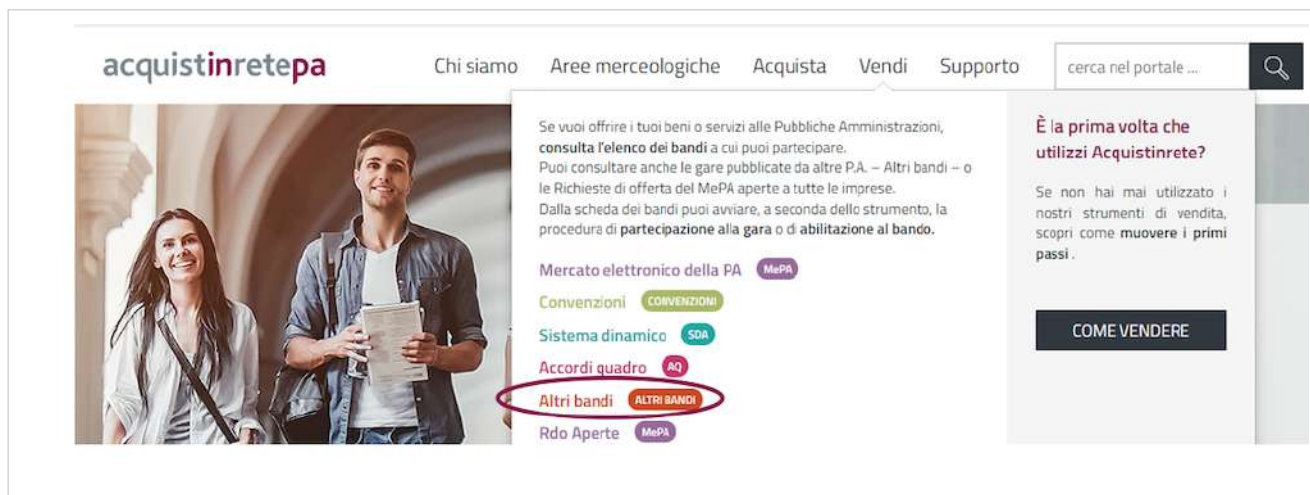 acquistinretepa
Chi siamo
Aree merceologiche
Acquista
Vendi
Supporto
cerca nel portale ...
Se vuoi offrire i tuoi beni o servizi alle Pubbliche Amministrazioni,
consulta l'elenco dei bandi a cui puoi partecipare.
Puoi consultare anche le gare pubblicate da altre P.A. – Altri bandi – o
le Richieste di offerta del MePA aperte a tutte le imprese.
Dalla scheda dei bandi puoi avviare, a seconda dello strumento, la
procedura di partecipazione alla gara o di abilitazione al bando.
Mercato elettronico della PA MePA
Convenzioni CONVENZIONI
Sistema dinamico SDA
Accordi quadro AQ
Altri bandi ALTRI BANDI
Rdo Aperte MePA
È la prima volta che
utilizzi Acquistinrete?
Se non hai mai utilizzato i
nostri strumenti di vendita,
scopri come muovere i primi
passi .
COME VENDERE